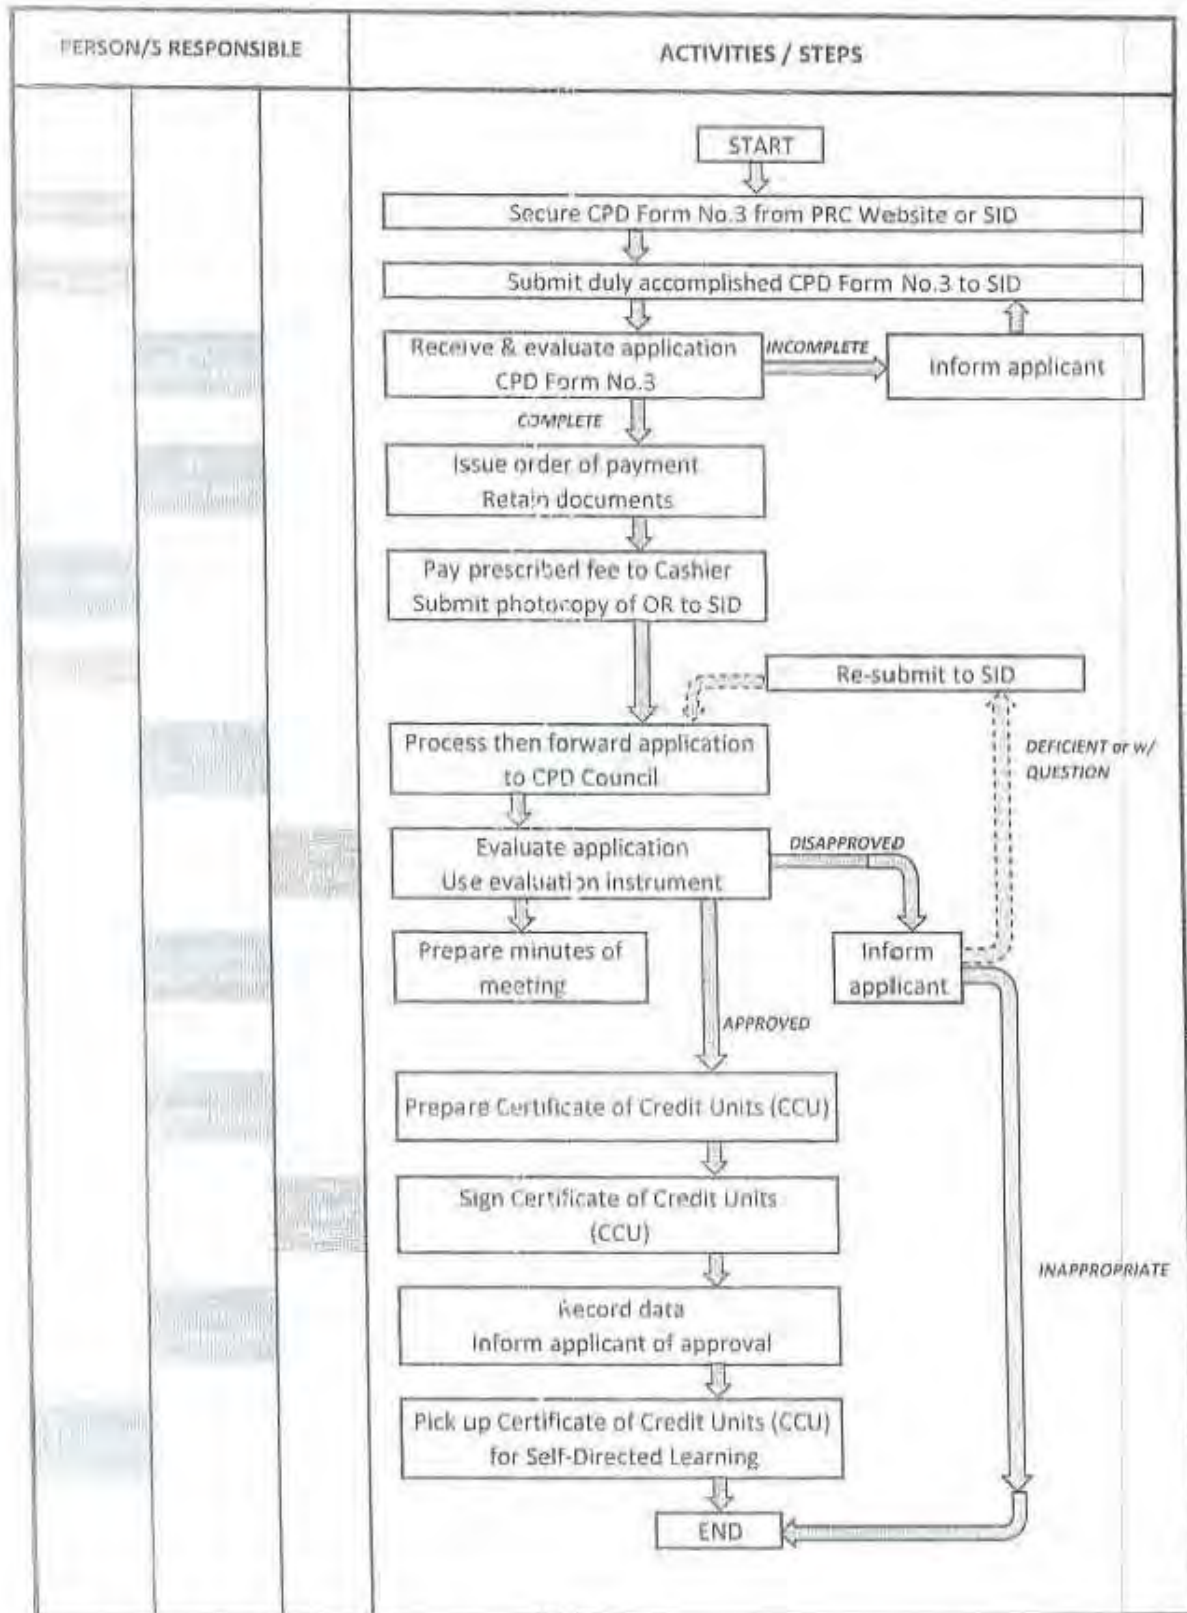 PERSON/S RESPONSIBLE
ACTIVITIES / STEPS
START
Secure CPD Form No.3 from PRC Website or SID
Submit duly accomplished CPD Form No.3 to SID
Receive & evaluate application
CPD Form No.3
INCOMPLETE
Inform applicant
COMPLETE
Issue order of payment
Retain documents
Pay prescribed fee to Cashier
Submit photocopy of OR to SID
Re-submit to SID
Process then forward application
to CPD Council
DEFICIENT or w/
QUESTION
Evaluate application
Use evaluation instrument
DISAPPROVED
Prepare minutes of
meeting
Inform
applicant
APPROVED
Prepare Certificate of Credit Units (CCU)
Sign Certificate of Credit Units
(CCU)
INAPPROPRIATE
Record data
Inform applicant of approval
Pick up Certificate of Credit Units (CCU)
for Self-Directed Learning
END